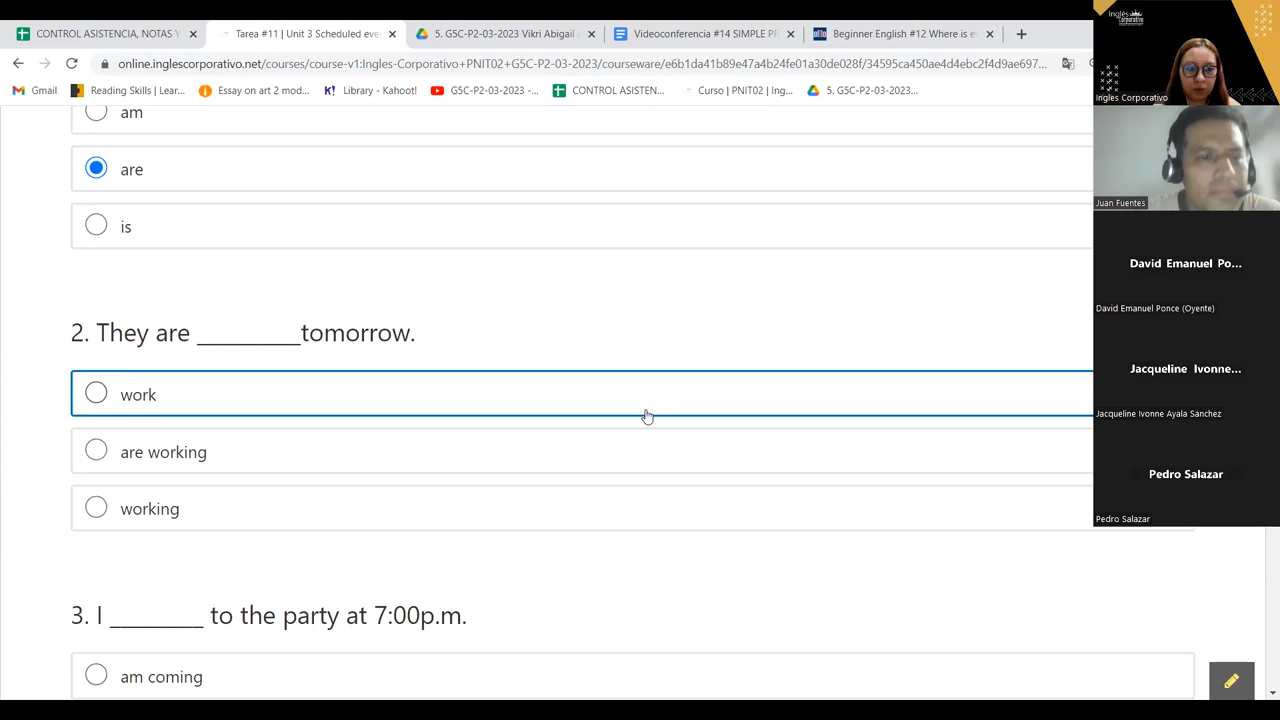 CONTROL ASISTENCIA, NOTAS Y
Tarea #11 | Unit 3 Scheduled eve
G5C-P2-03-2023 Vikri Abigail
Videoconferencia #14 SIMPLE PR
Beginner English #12 Where is e
online.inglescorporativo.net/courses/course-v1:Ingles-Corporativo+PNIT02+G5C-P2-03-2023/courseware/e6b1da41b89e47a4b24fe01a30de028f/34595ca450ae4d4ebc2f4d9ae697...
Gmail
Reading Skills | Lear...
Essay on art 2 mod...
Library - Kahoot!
G5C-P2-03-2023 -...
CONTROL ASISTEN...
Curso | PNIT02 | Ing...
5. G5C-P2-03-2023...
Inglés
Corporativo
Ingles Corporativo
Juan Fuentes
David Emanuel Po...
David Emanuel Ponce (Oyente)
Jacqueline Ivonne...
Jacqueline Ivonne Ayala Sanchez
Pedro Salazar
Pedro Salazar
am
are
is
2. They are __________tomorrow.
work
are working
working
3. I _________ to the party at 7:00p.m.
am coming